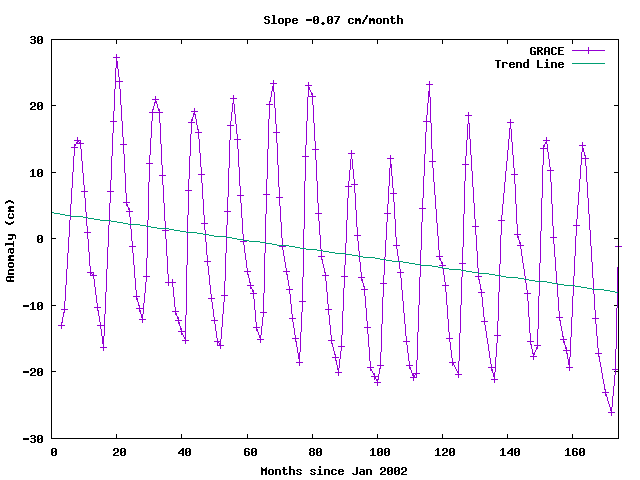 Slope -0.07 cm/month
GRACE
Trend Line
30
20
10
0
-10
-20
-30
Anomaly (cm)
0 20 40 60 80 100 120 140 160
Months since Jan 2002